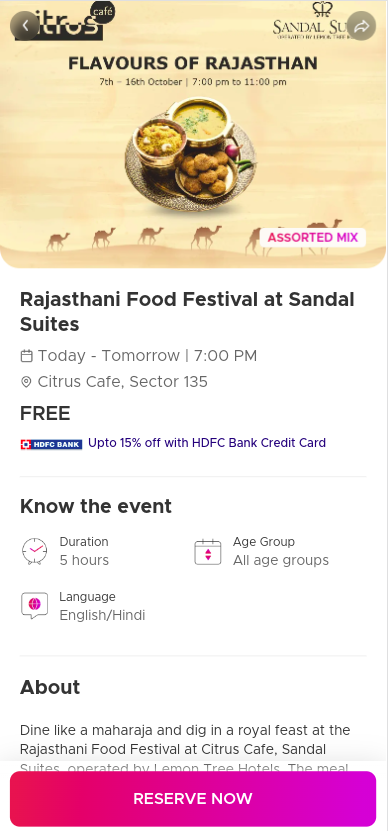 café
SANDAL SU
OPERATED BY LEMON TREE
FLAVOURS OF RAJASTHAN
7th - 16th October | 7:00 pm to 11:00 pm
ASSORTED MIX
Rajasthani Food Festival at Sandal
Suites
Today - Tomorrow | 7:00 PM
Citrus Cafe, Sector 135
FREE
HDFC BANK Upto 15% off with HDFC Bank Credit Card
Know the event
Duration
5 hours
Age Group
All age groups
Language
English/Hindi
About
Dine like a maharaja and dig in a royal feast at the
Rajasthani Food Festival at Citrus Cafe, Sandal
Suites, operated by Lemon Tree Hotels. The meal
RESERVE NOW